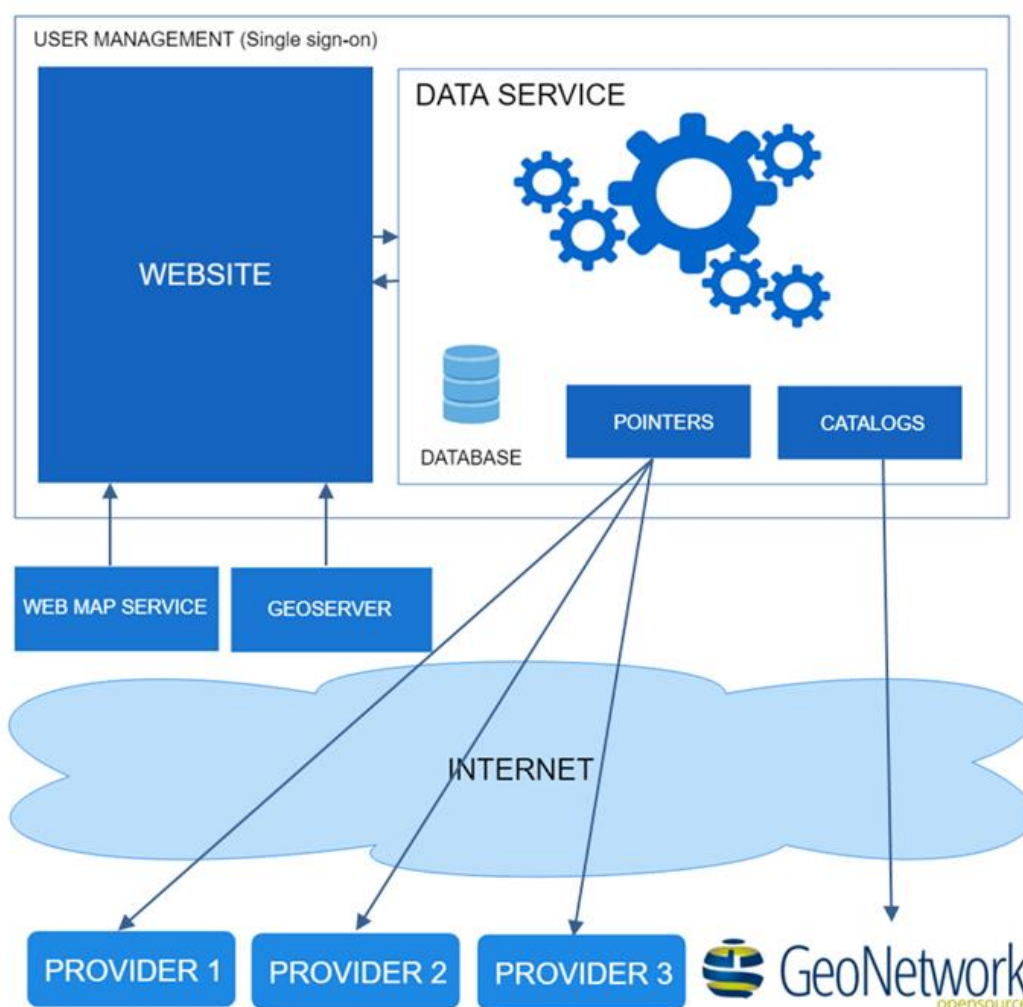 USER MANAGEMENT (Single sign-on)
DATA SERVICE
WEBSITE
DATABASE
POINTERS
CATALOGS
WEB MAP SERVICE
GEOSERVER
INTERNET
PROVIDER 1
PROVIDER 2
PROVIDER 3
GeoNetwork
opensource